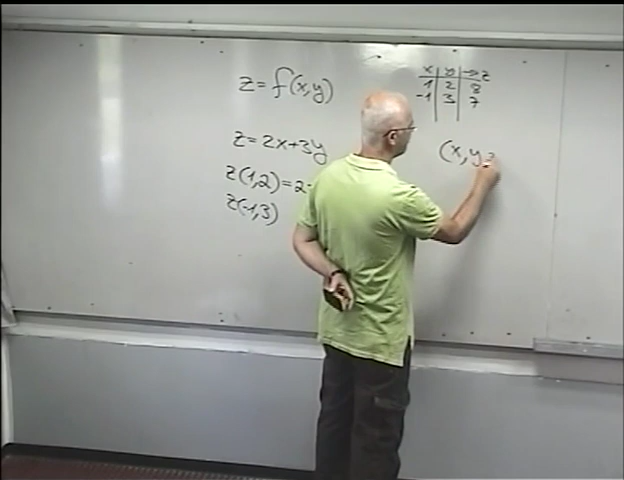 z = f(x,y)
z = 2x+3y
z(1,2) = 2
z(-1,3)
x y z
1 2 8
-1 3 7
(x,y